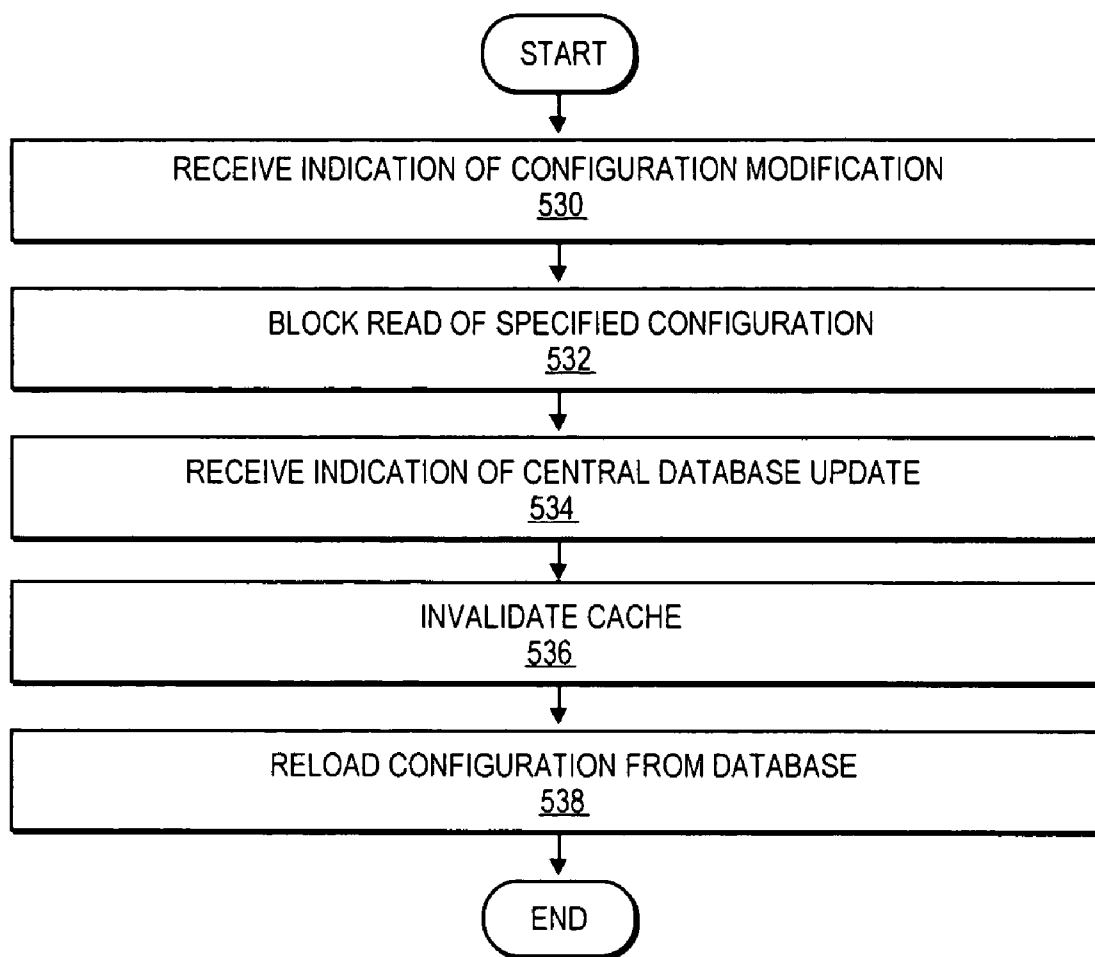 START
RECEIVE INDICATION OF CONFIGURATION MODIFICATION
530
BLOCK READ OF SPECIFIED CONFIGURATION
532
RECEIVE INDICATION OF CENTRAL DATABASE UPDATE
534
INVALIDATE CACHE
536
RELOAD CONFIGURATION FROM DATABASE
538
END